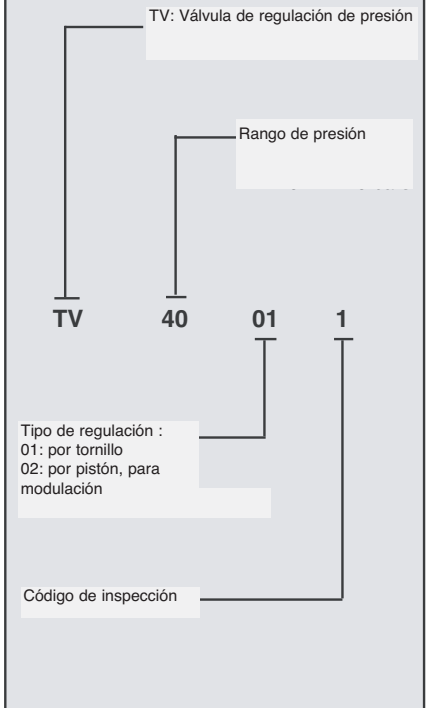 TV: Válvula de regulación de presión
Rango de presión
TV 40 01 1
Tipo de regulación :
01: por tornillo
02: por pistón, para
modulación
Código de inspección